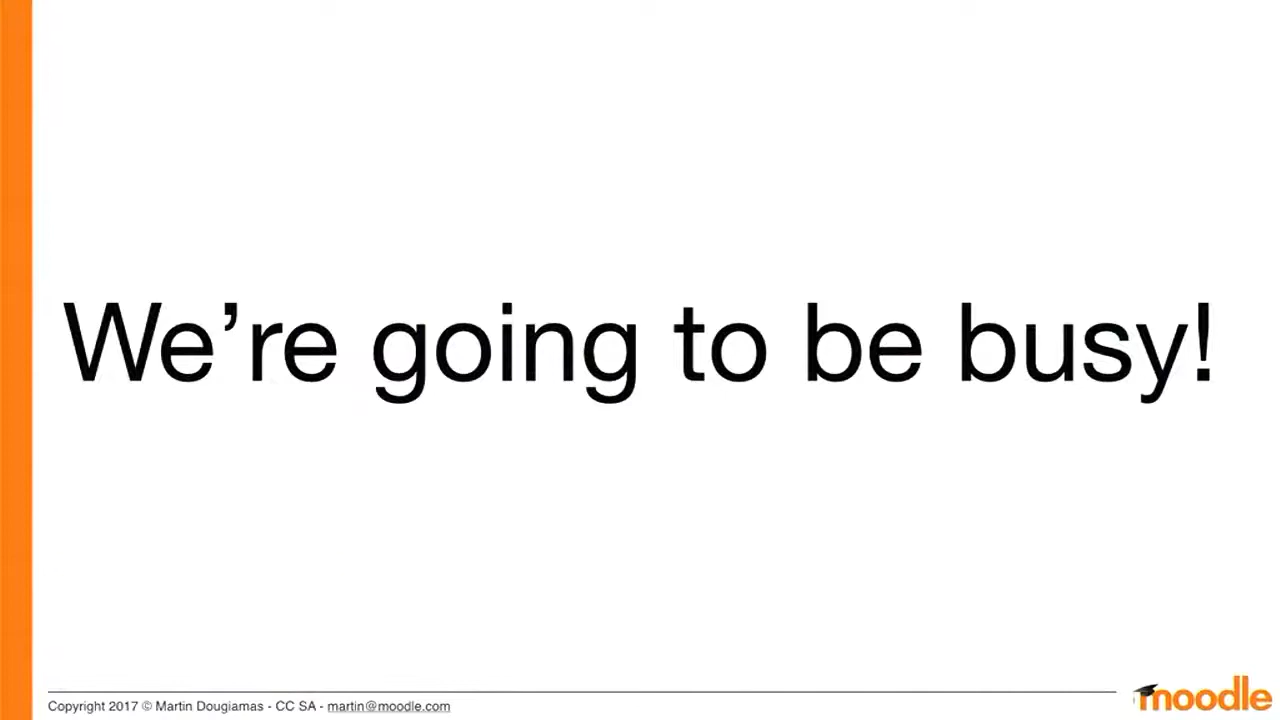 We’re going to be busy!
Copyright 2017 © Martin Dougiamas - CC SA - martin@moodle.com
moodle